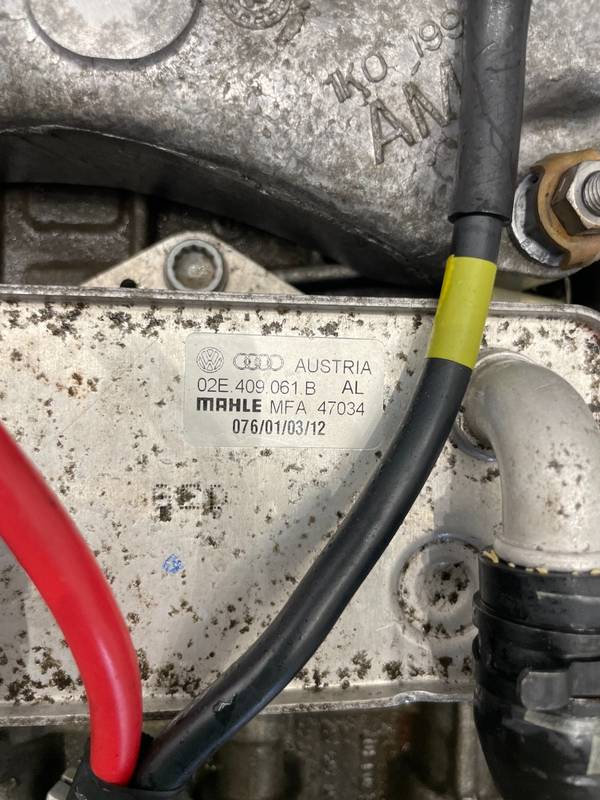 1K0 199
AUSTRIA
02E.409.061.B AL
MAHLE MFA 47034
076/01/03/12